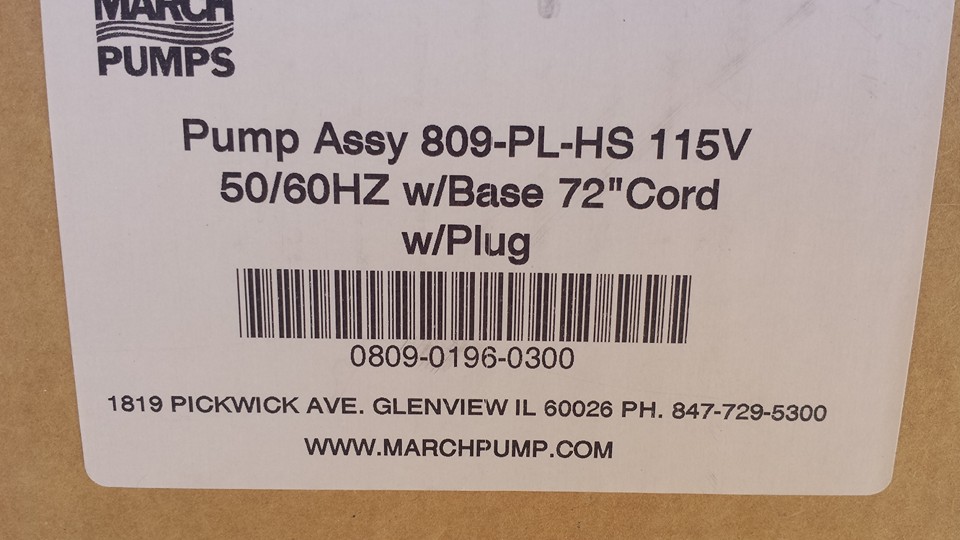 MARCH
PUMPS
Pump Assy 809-PL-HS 115V
50/60HZ w/Base 72"Cord
w/Plug
0809-0196-0300
1819 PICKWICK AVE. GLENVIEW IL 60026 PH. 847-729-5300
WWW.MARCHPUMP.COM